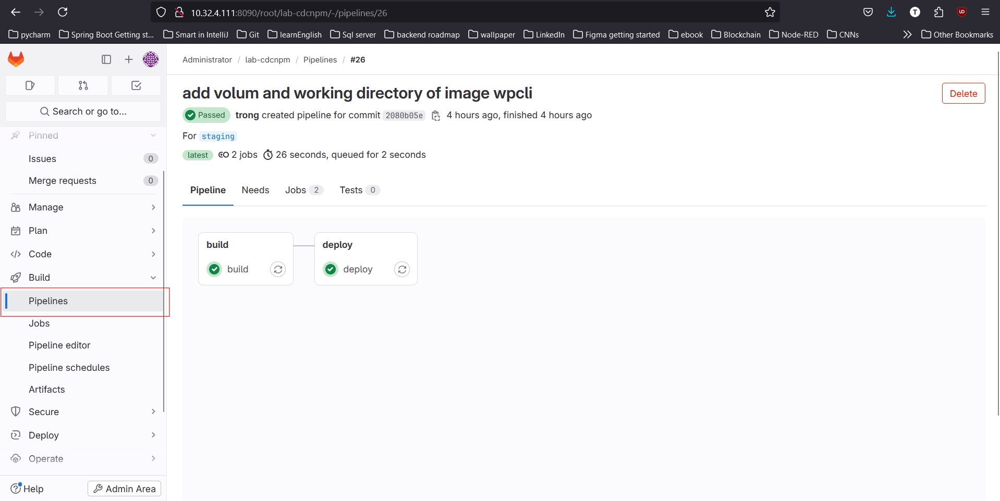 10.32.4.111:8090/root/lab-cdcnpm/-/pipelines/26
T
UO
pycharm Spring Boot Getting st... Smart in IntelliJ Git learnEnglish Sql server backend roadmap wallpaper LinkedIn Figma getting started ebook Blockchain Node-RED CNNs Other Bookmarks
Administrator / lab-cdcnpm / Pipelines / #26
Search or go to...
Pinned
Issues 0
Merge requests 0
Manage
Plan
Code
Build
Pipelines
Jobs
Pipeline editor
Pipeline schedules
Artifacts
Secure
Deploy
Operate
Help Admin Area
add volum and working directory of image wpcli
Delete
Passed trong created pipeline for commit 2080b05e 4 hours ago, finished 4 hours ago
For staging
latest 2 jobs 26 seconds, queued for 2 seconds
Pipeline Needs Jobs 2 Tests 0
build
build
deploy
deploy